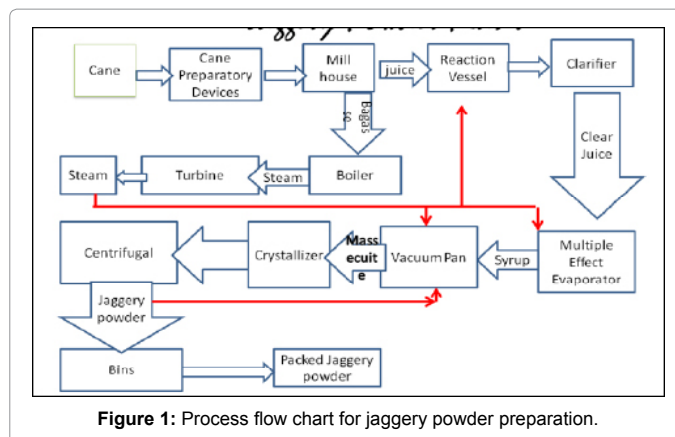 Cane
Cane
Preparatory
Devices
Mill
house
juice
Reaction
Vessel
Clarifier
Bagas
se
Clear
Juice
Steam
Turbine
Steam
Boiler
Centrifugal
Crystallizer
Mass
ecuit
e
Vacuum Pan
Syrup
Multiple
Effect
Evaporator
Jaggery
powder
Bins
Packed Jaggery
powder
Figure 1: Process flow chart for jaggery powder preparation.